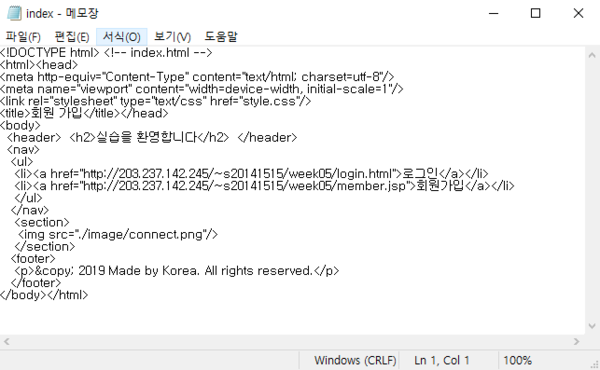 index - 메모장
파일(F) 편집(E) 서식(O) 보기(V) 도움말
<!DOCTYPE html> <!-- index.html -->
<html><head>
<meta http-equiv="Content-Type" content="text/html; charset=utf-8"/>
<meta name="viewport" content="width=device-width, initial-scale=1"/>
<link rel="stylesheet" type="text/css" href="style.css"/>
<title>회원 가입</title></head>
<body>
<header> <h2>실습을 환영합니다</h2> </header>
<nav>
<ul>
<li><a href="http://203.237.142.245/~s20141515/week05/login.html">로그인</a></li>
<li><a href="http://203.237.142.245/~s20141515/week05/member.jsp">회원가입</a></li>
</ul>
</nav>
<section>
<img src="./image/connect.png"/>
</section>
<footer>
<p>&copy; 2019 Made by Korea. All rights reserved.</p>
</footer>
</body></html>
Windows (CRLF) Ln 1, Col 1 100%